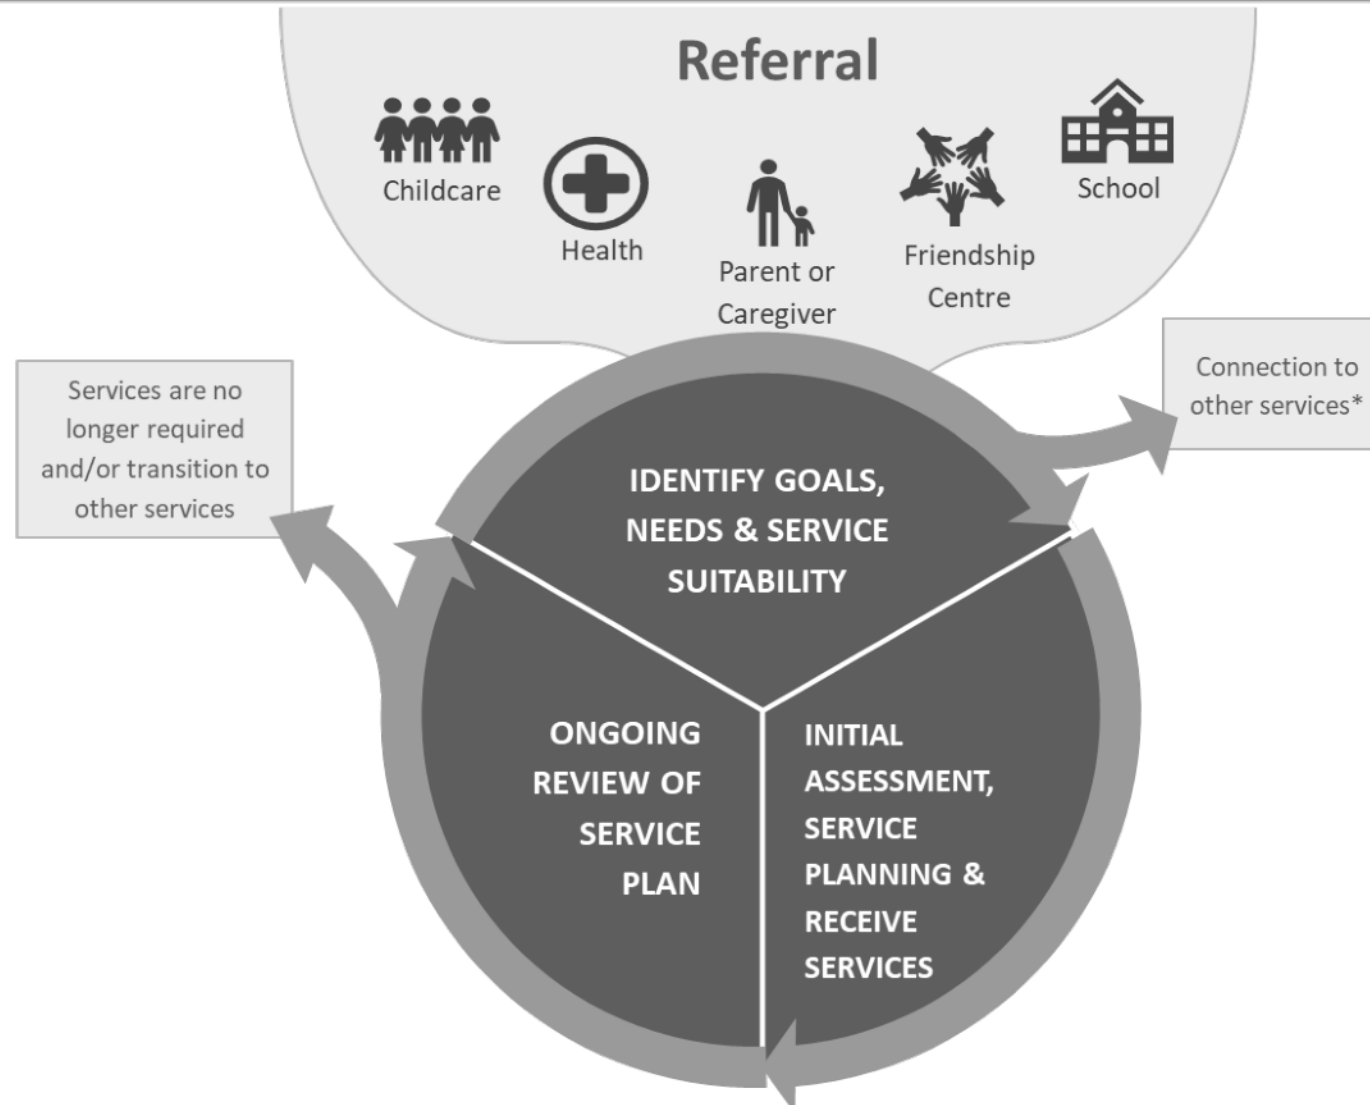 Referral
Childcare
Health
Parent or
Caregiver
Friendship
Centre
School
Services are no
longer required
and/or transition to
other services
Connection to
other services*
IDENTIFY GOALS,
NEEDS & SERVICE
SUITABILITY
ONGOING
REVIEW OF
SERVICE
PLAN
INITIAL
ASSESSMENT,
SERVICE
PLANNING &
RECEIVE
SERVICES